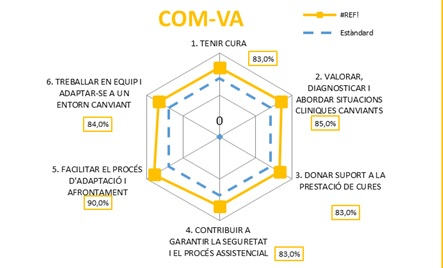 COM-VA
#REF!
Estàndard
1. TENIR CURA
83,0%
6. TREBALLAR EN EQUIP I
ADAPTAR-SE A UN
ENTORN CANVIANT
84,0%
2. VALORAR,
DIAGNOSTICAR I
ABORDAR SITUACIONS
CLINIQUES CANVIANTS
85,0%
0
5. FACILITAR EL PROCÉS
D'ADAPTACIÓ I
AFRONTAMENT
90,0%
3. DONAR SUPORT A LA
PRESTACIÓ DE CURES
83,0%
4. CONTRIBUIR A
GARANTIR LA SEGURETAT
I EL PROCÉS ASSISTENCIAL
83,0%